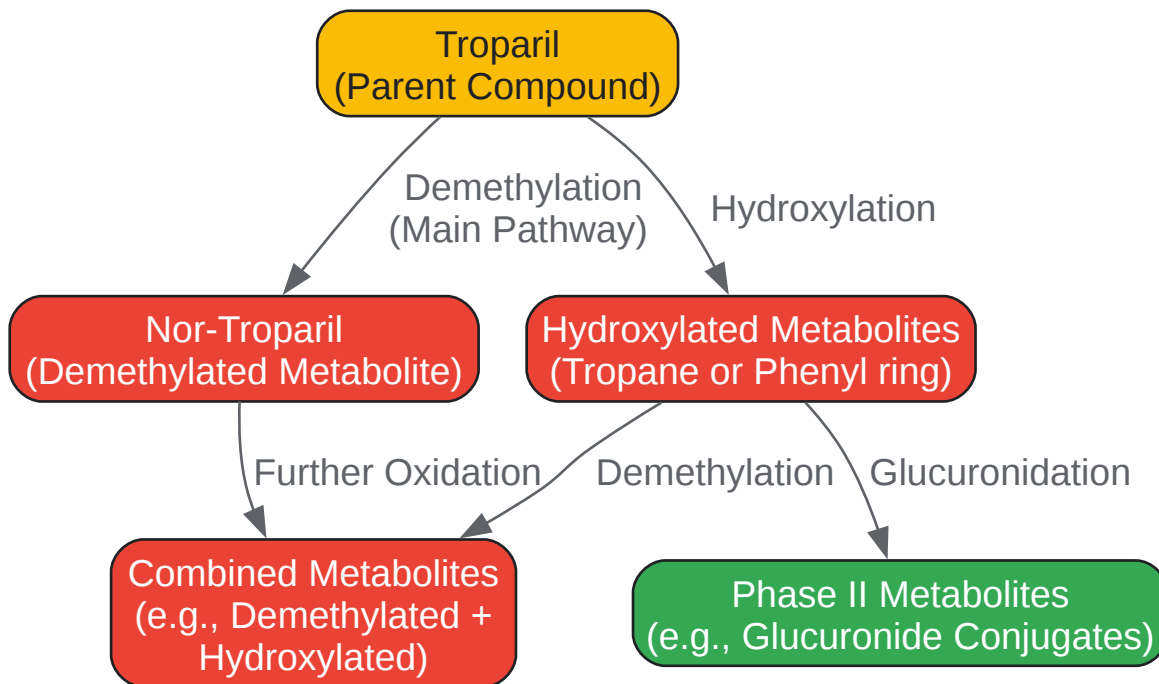 Troparil
(Parent Compound)
Demethylation
(Main Pathway)
Hydroxylation
Nor-Troparil
(Demethylated Metabolite)
Hydroxylated Metabolites
(Tropane or Phenyl ring)
Further Oxidation
Demethylation
Glucuronidation
Combined Metabolites
(e.g., Demethylated +
Hydroxylated)
Phase II Metabolites
(e.g., Glucuronide Conjugates)